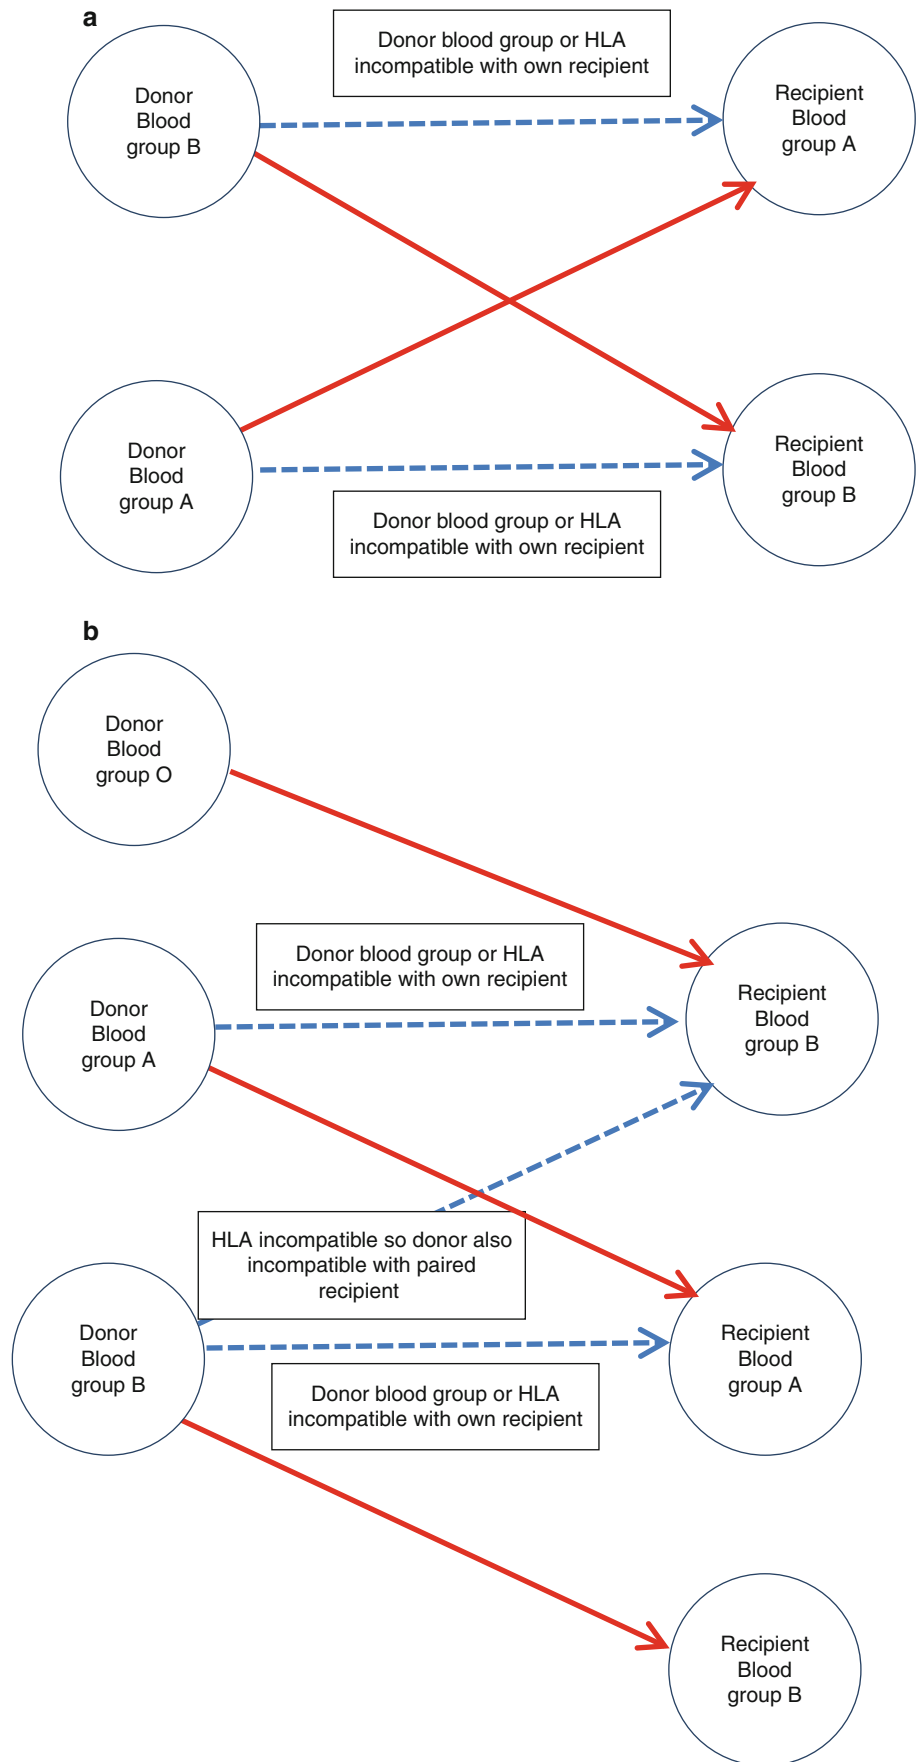 a
Donor blood group or HLA
incompatible with own recipient
Donor
Blood
group B
Recipient
Blood
group A
Donor
Blood
group A
Recipient
Blood
group B
Donor blood group or HLA
incompatible with own recipient
b
Donor
Blood
group O
Donor blood group or HLA
incompatible with own recipient
Donor
Blood
group A
Recipient
Blood
group B
HLA incompatible so donor also
incompatible with paired
recipient
Donor
Blood
group B
Recipient
Blood
group A
Donor blood group or HLA
incompatible with own recipient
Recipient
Blood
group B